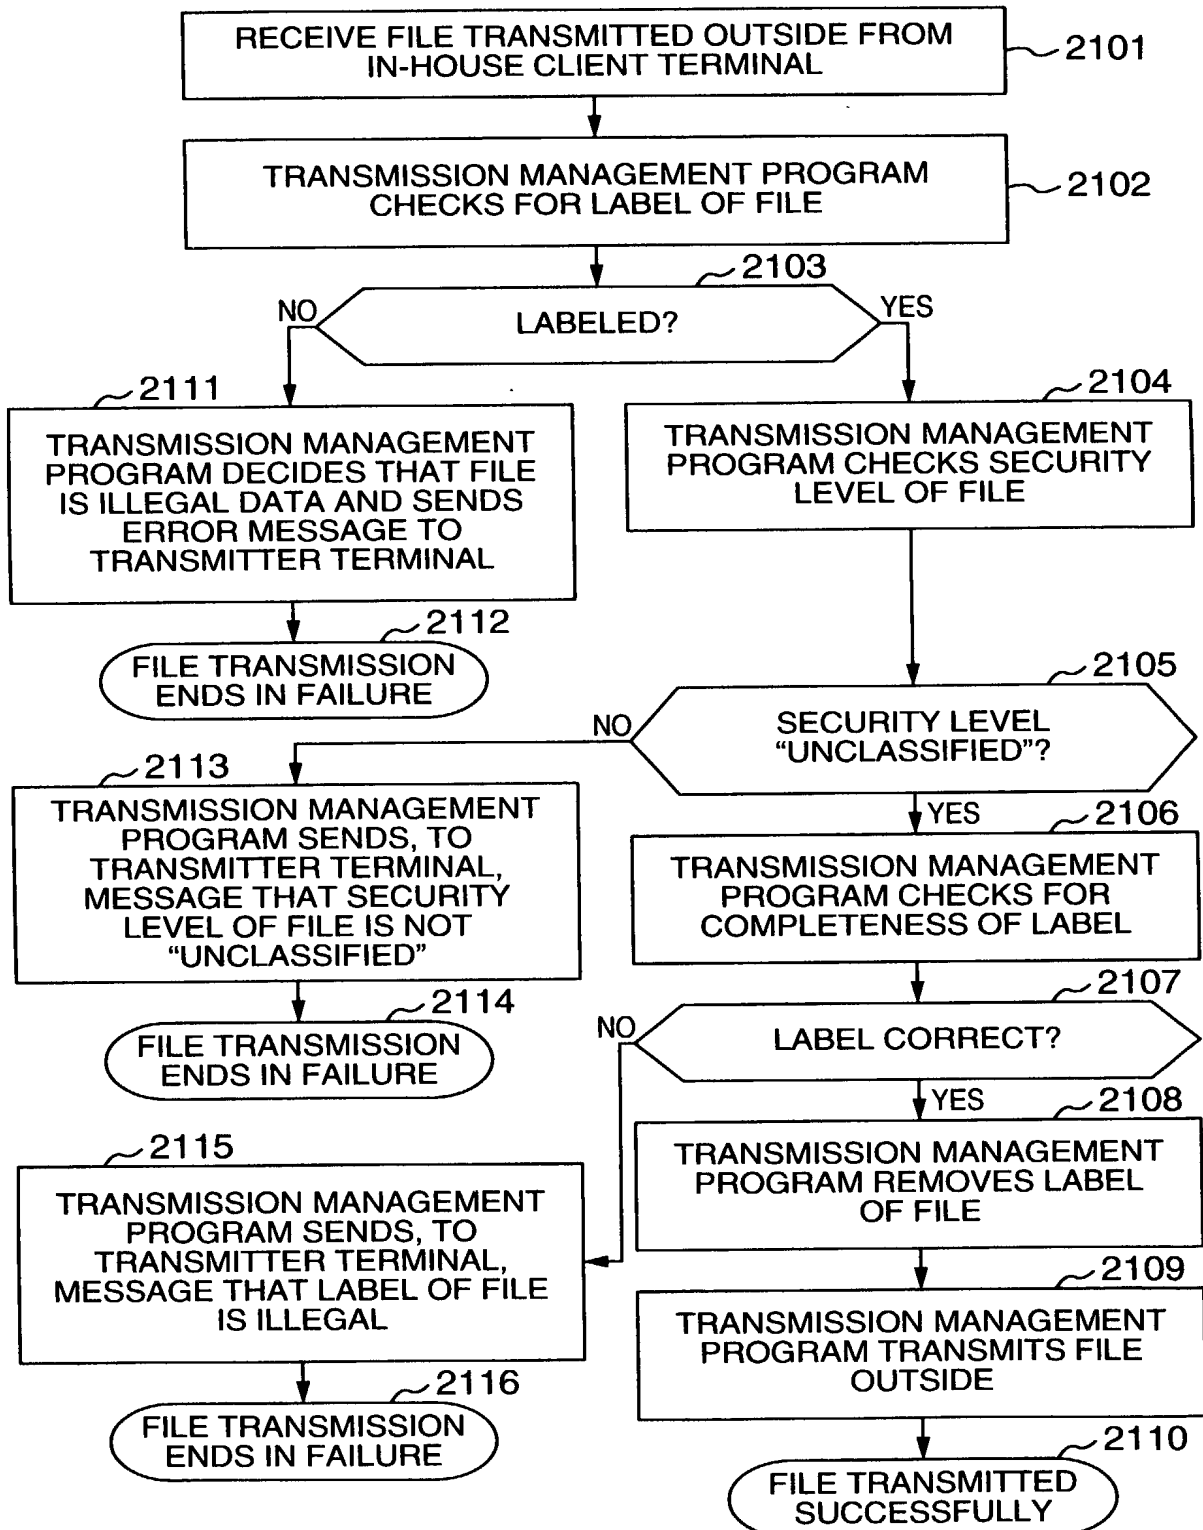 RECEIVE FILE TRANSMITTED OUTSIDE FROM
IN-HOUSE CLIENT TERMINAL
2101
TRANSMISSION MANAGEMENT PROGRAM
CHECKS FOR LABEL OF FILE
2102
2103
NO
LABELED?
YES
2111
TRANSMISSION MANAGEMENT
PROGRAM DECIDES THAT FILE
IS ILLEGAL DATA AND SENDS
ERROR MESSAGE TO
TRANSMITTER TERMINAL
2104
TRANSMISSION MANAGEMENT
PROGRAM CHECKS SECURITY
LEVEL OF FILE
2112
FILE TRANSMISSION
ENDS IN FAILURE
2105
NO
SECURITY LEVEL
“UNCLASSIFIED”?
YES
2113
TRANSMISSION MANAGEMENT
PROGRAM SENDS, TO
TRANSMITTER TERMINAL,
MESSAGE THAT SECURITY
LEVEL OF FILE IS NOT
“UNCLASSIFIED”
2106
TRANSMISSION MANAGEMENT
PROGRAM CHECKS FOR
COMPLETENESS OF LABEL
2114
FILE TRANSMISSION
ENDS IN FAILURE
2107
NO
LABEL CORRECT?
YES
2108
TRANSMISSION MANAGEMENT
PROGRAM REMOVES LABEL
OF FILE
2115
TRANSMISSION MANAGEMENT
PROGRAM SENDS, TO
TRANSMITTER TERMINAL,
MESSAGE THAT LABEL OF FILE
IS ILLEGAL
2109
TRANSMISSION MANAGEMENT
PROGRAM TRANSMITS FILE
OUTSIDE
2116
FILE TRANSMISSION
ENDS IN FAILURE
2110
FILE TRANSMITTED
SUCCESSFULLY